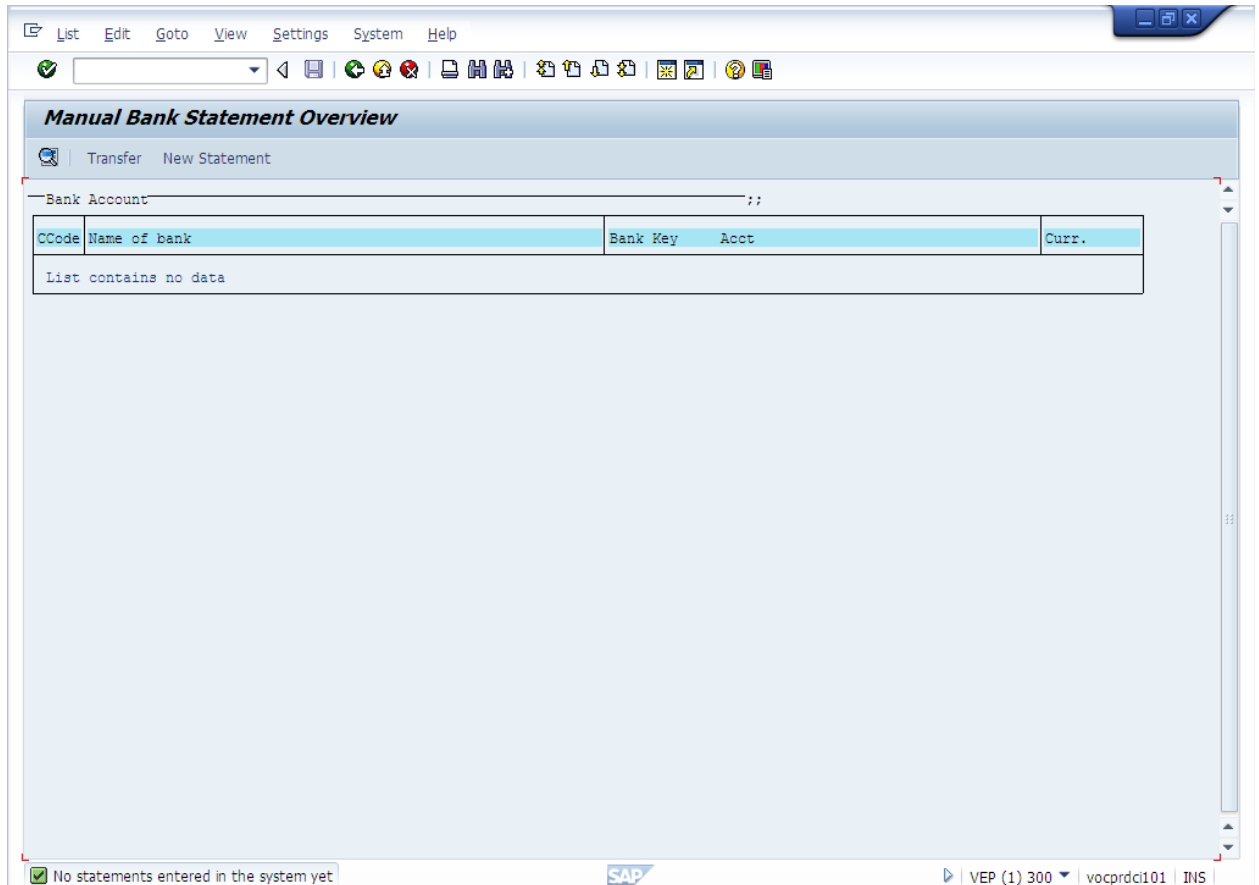 List Edit Goto View Settings System Help
Manual Bank Statement Overview
Transfer New Statement
Bank Account ;;
CCode Name of bank Bank Key Acct Curr.
List contains no data
No statements entered in the system yet SAP VEP (1) 300 vocprdci101 INS